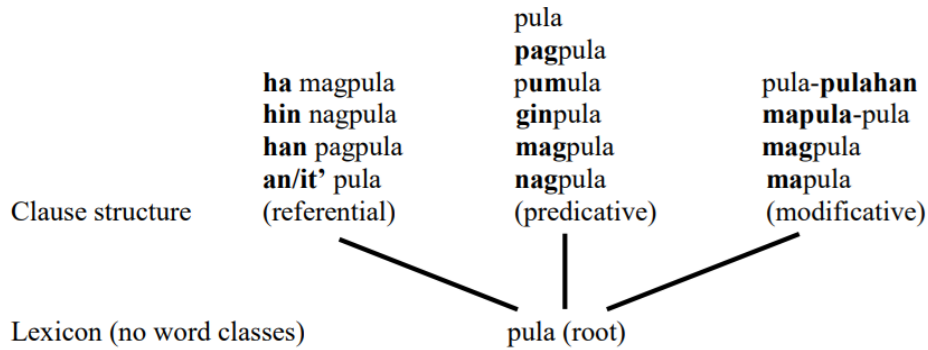 pula
pagpula
ha magpula pumula pula-pulahan
hin nagpula ginpula mapula-pula
han pagpula magpula magpula
an/it’ pula nagpula mapula
Clause structure (referential) (predicative) (modificative)
Lexicon (no word classes) pula (root)